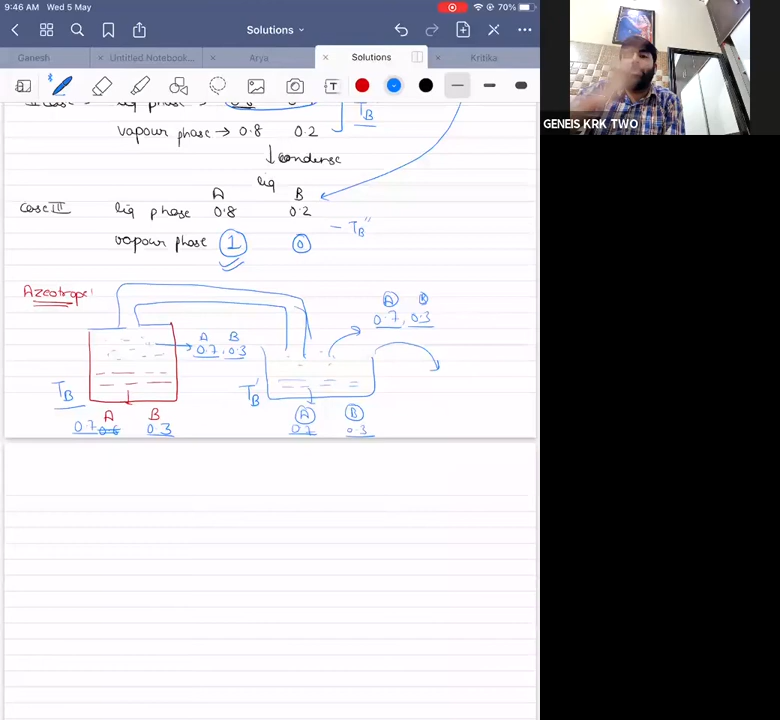 9:46 AM Wed 5 May
70%
Solutions
Ganesh
Untitled Notebook...
Arya
Solutions
Kritika
GENEIS KRK TWO
liq phase →
T_B
vapour phase → 0.8 0.2
↓ condense
liq
A B
case III liq phase 0.8 0.2
- T_B''
vapour phase 1 0
Azeotrope:
A B
0.7, 0.3
A B
0.7, 0.3
T_B
T_B'
A B
A B
0.7 0.3
0.7 0.3